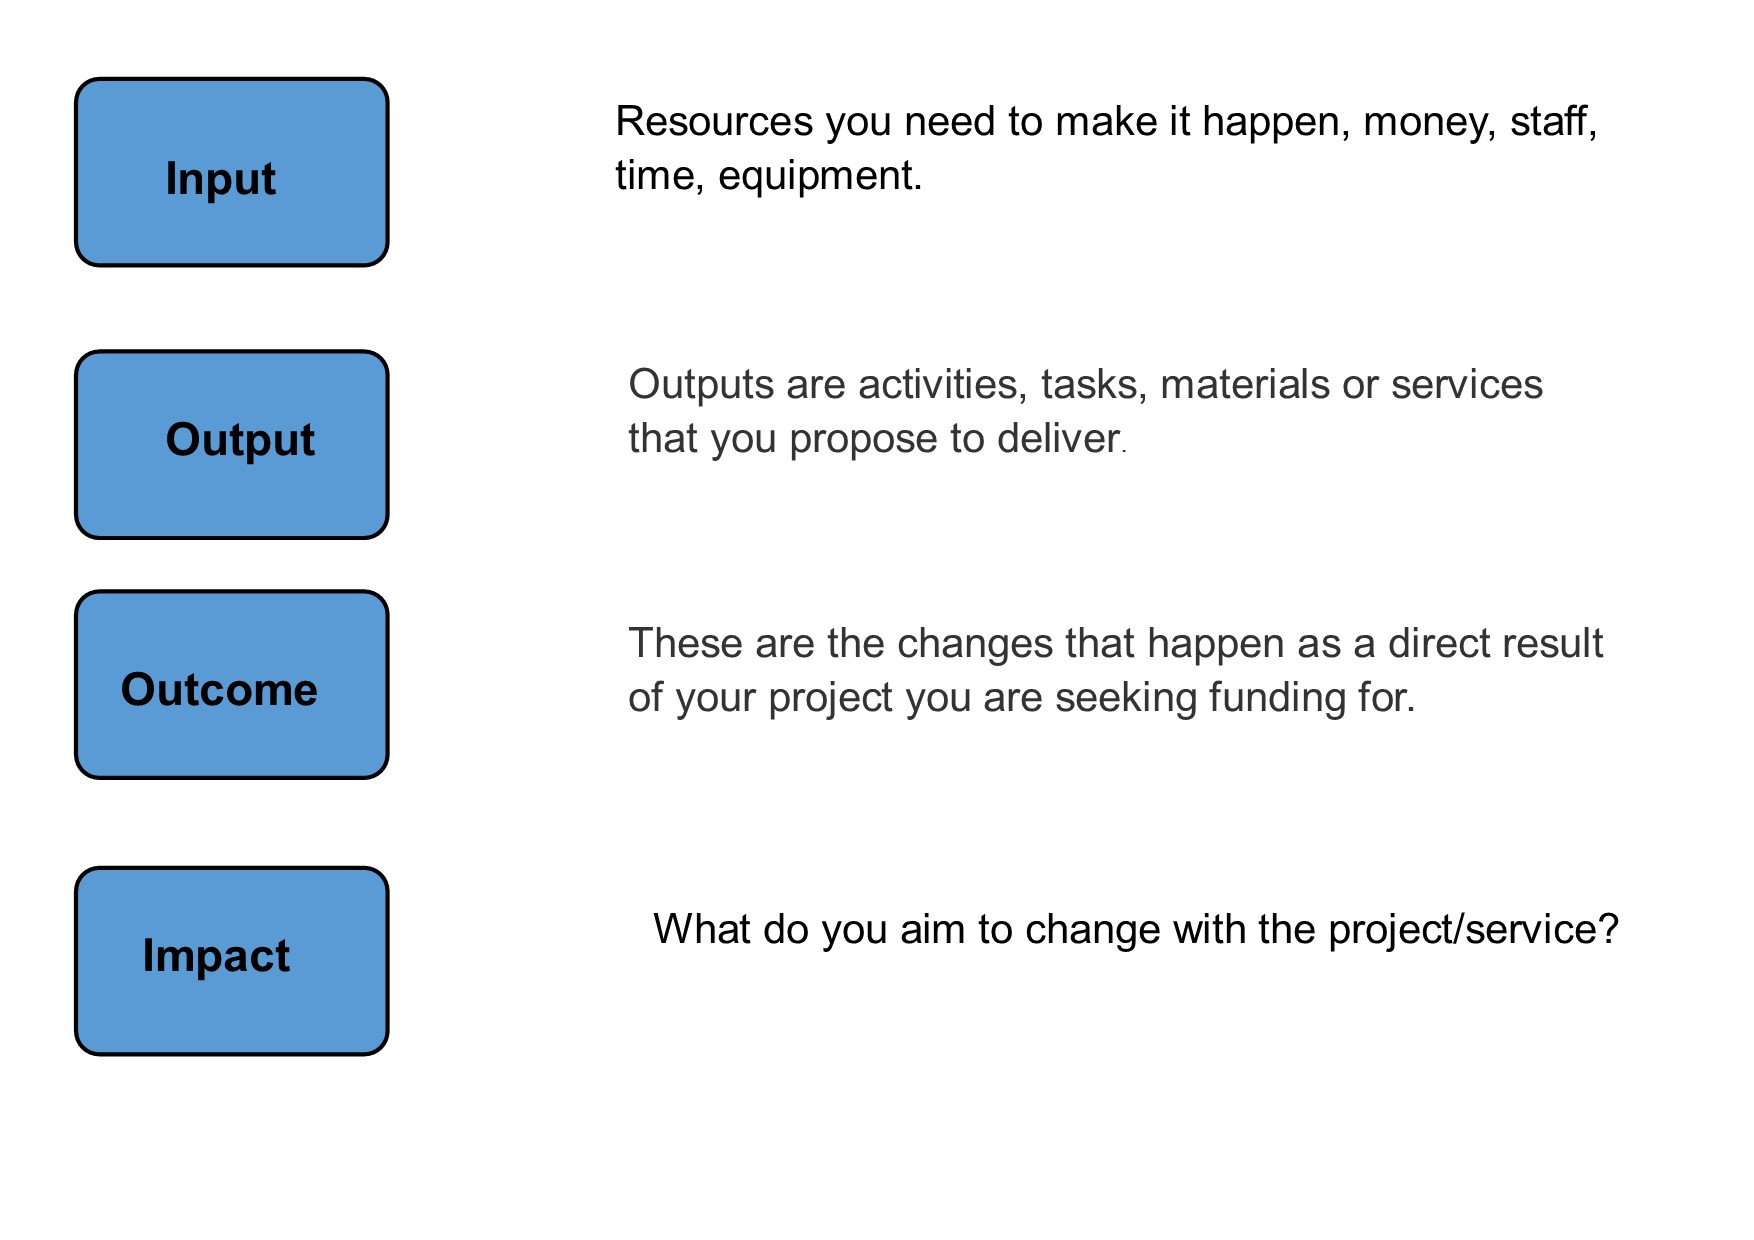 Input
Resources you need to make it happen, money, staff,
time, equipment.
Output
Outputs are activities, tasks, materials or services
that you propose to deliver.
Outcome
These are the changes that happen as a direct result
of your project you are seeking funding for.
Impact
What do you aim to change with the project/service?